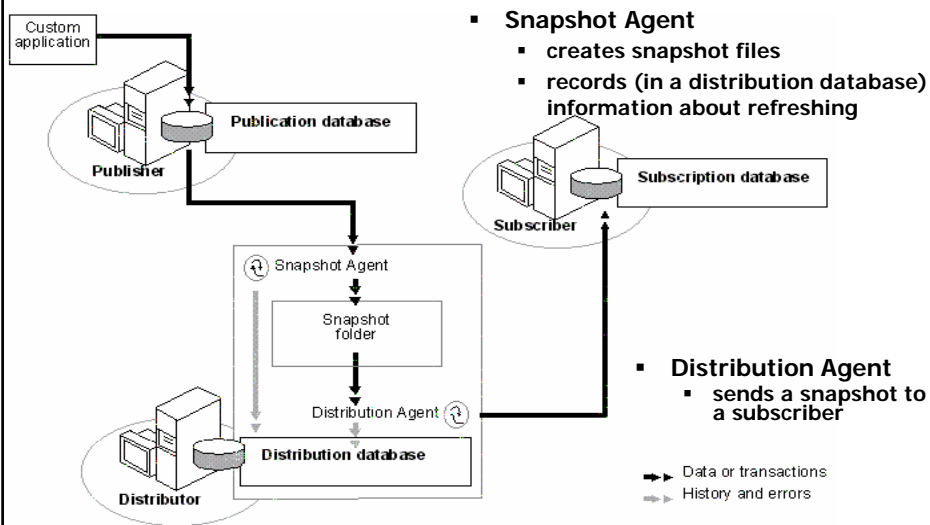 Custom
application
Publication database
Publisher
▪ Snapshot Agent
▪ creates snapshot files
▪ records (in a distribution database)
information about refreshing
Subscription database
Subscriber
Snapshot Agent
Snapshot
folder
Distribution Agent
Distribution database
Distributor
▪ Distribution Agent
▪ sends a snapshot to
a subscriber
Data or transactions
History and errors